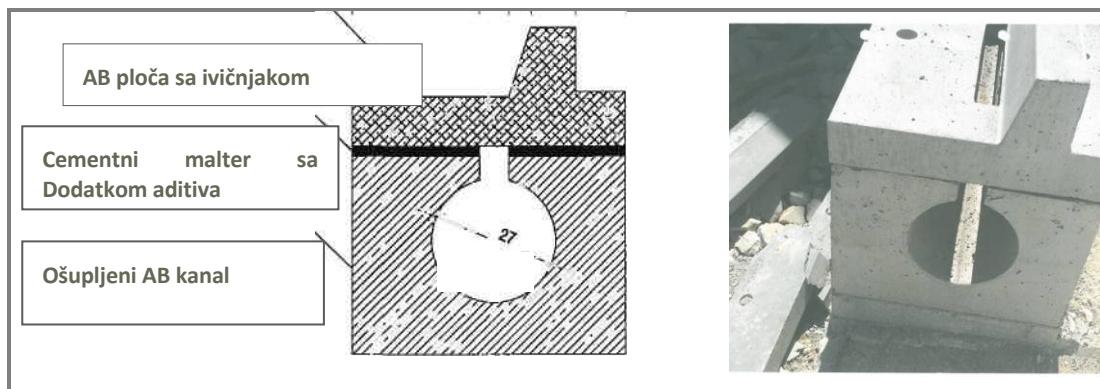 AB ploča sa ivičnjakom
Cementni malter sa
Dodatkom aditiva
27
Ošupljeni AB kanal